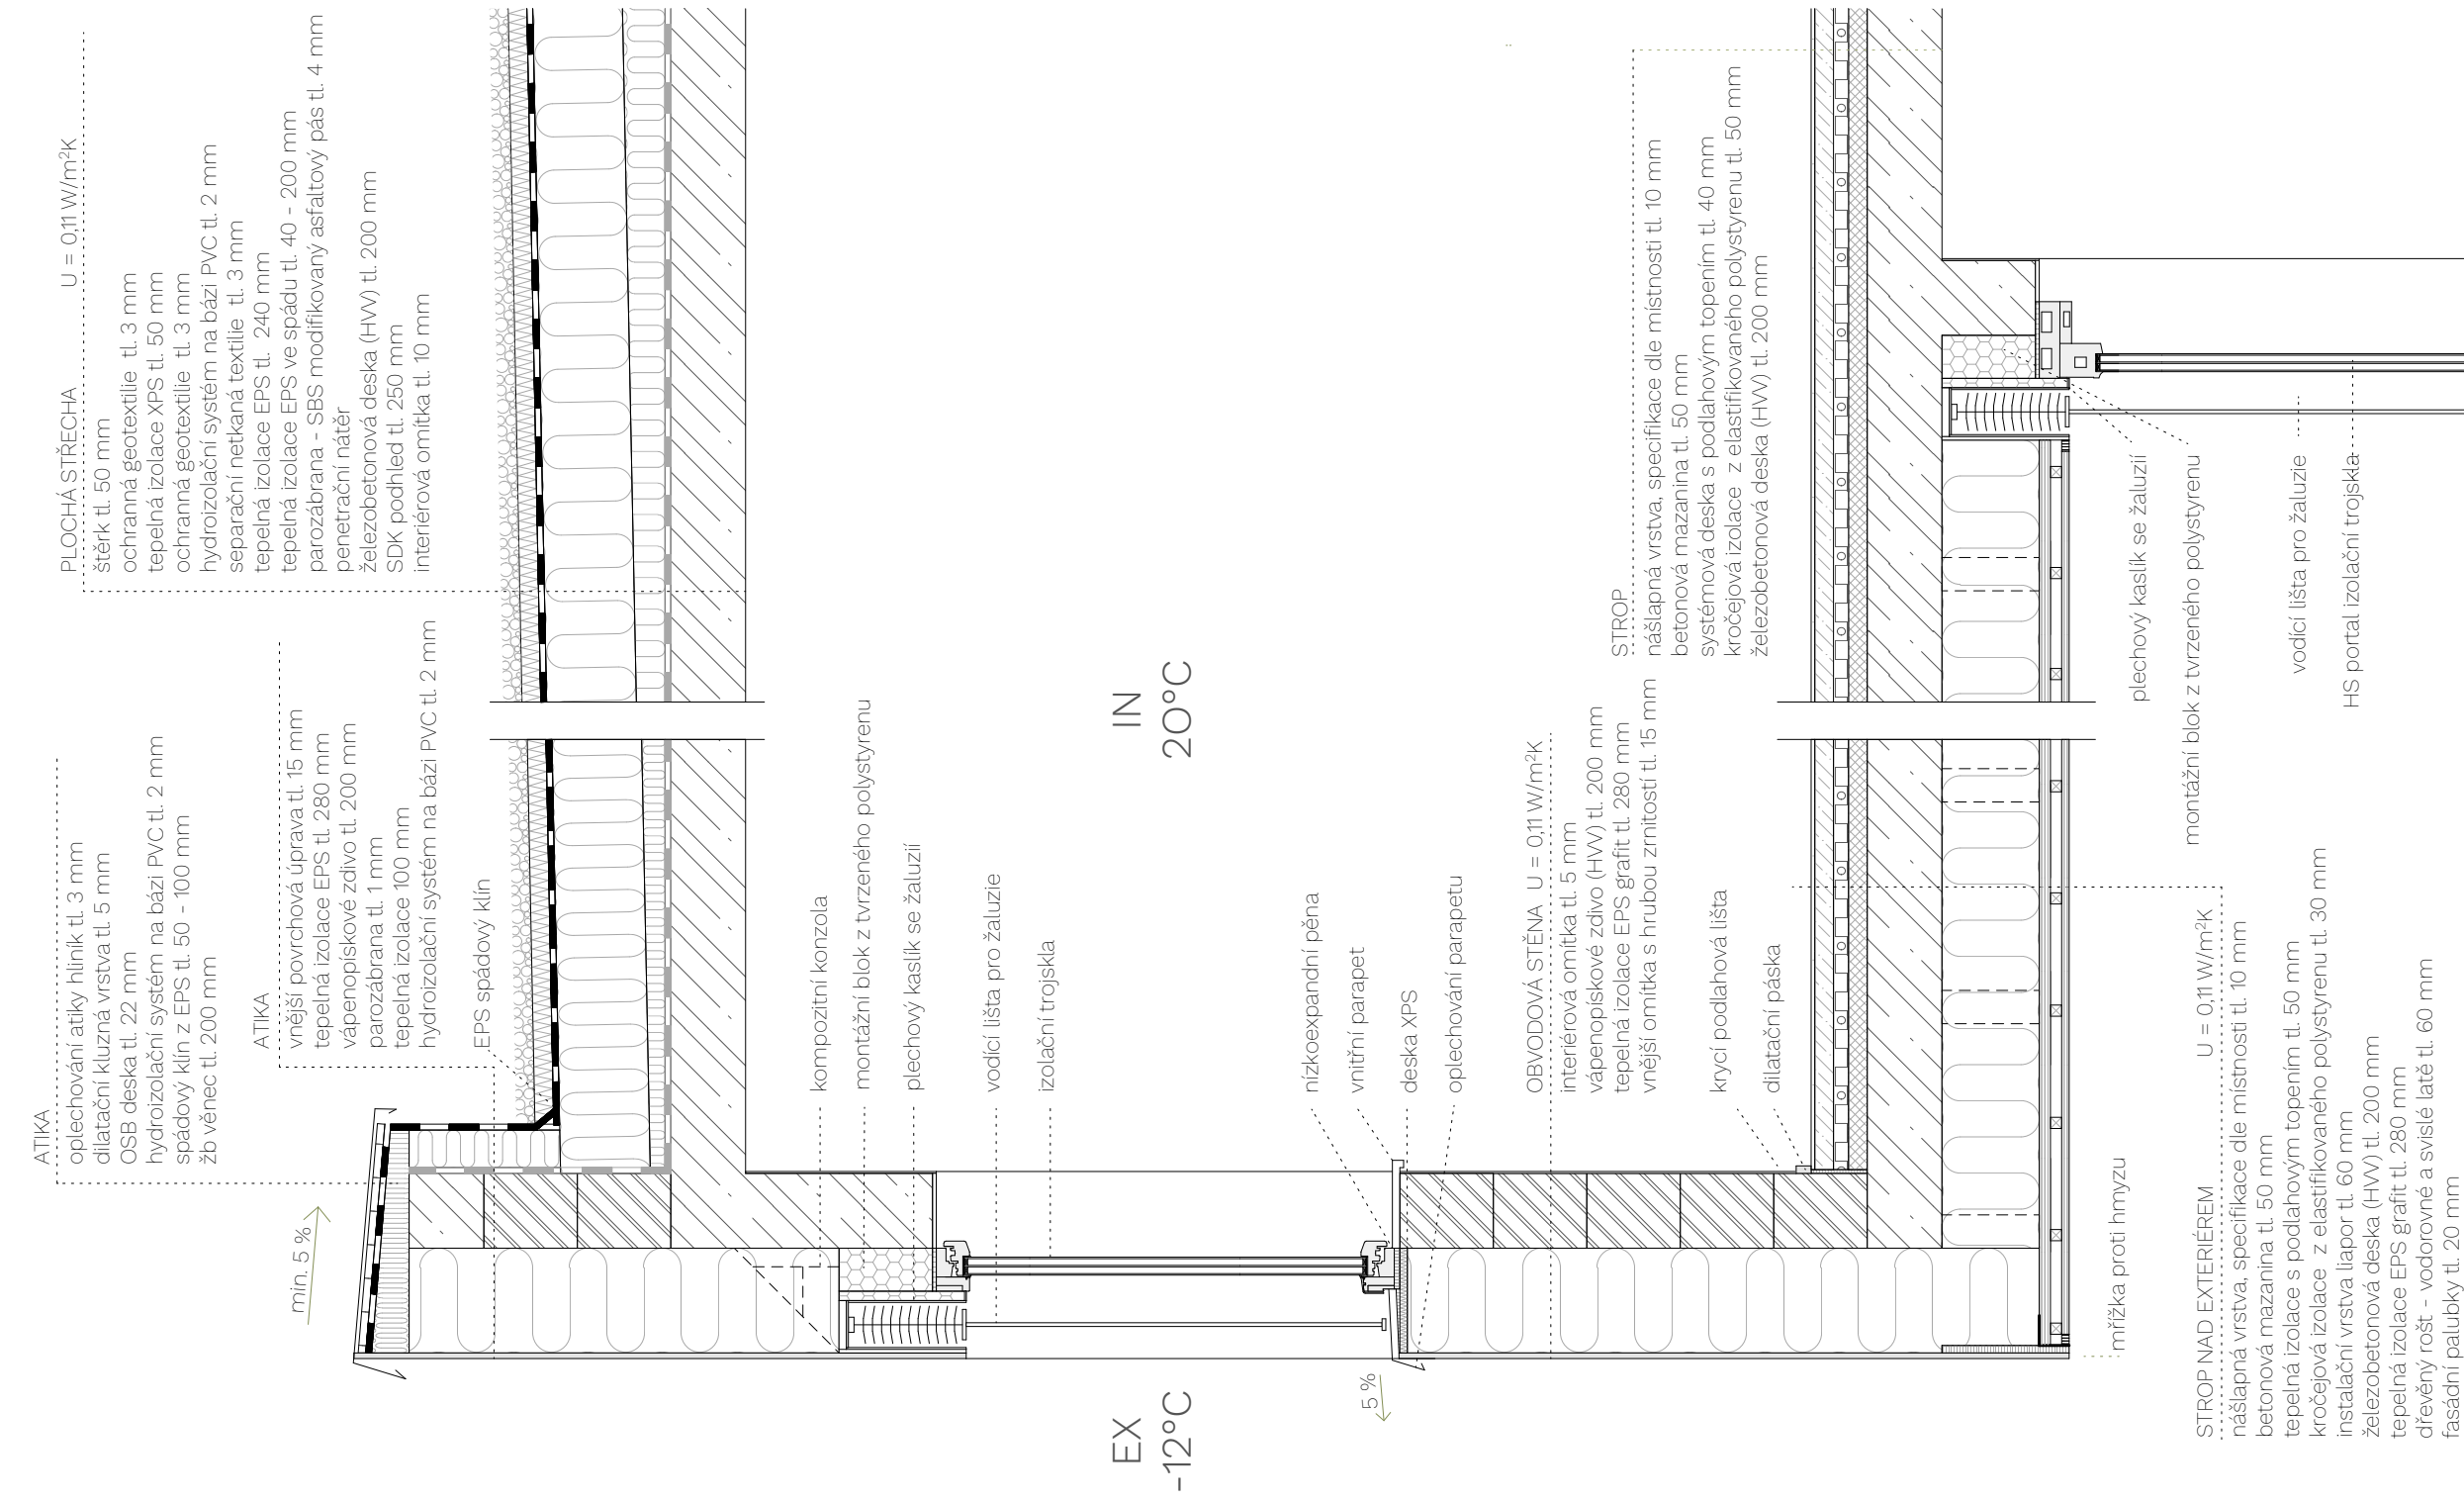 ATIKA
oplechování atiky hliník tl. 3 mm
dilatační kluzná vrstva tl. 5 mm
OSB deska tl. 22 mm
hydroizolační systém na bázi PVC tl. 2 mm
spádový klín z EPS tl. 50 - 100 mm
žb věnec tl. 200 mm
PLOCHÁ STŘECHA U = 0,11 W/m²K
štěrk tl. 50 mm
ochranná geotextilie tl. 3 mm
tepelná izolace XPS tl. 50 mm
ochranná geotextilie tl. 3 mm
hydroizolační systém na bázi PVC tl. 2 mm
separační netkaná textilie tl. 3 mm
tepelná izolace EPS tl. 240 mm
tepelná izolace EPS ve spádu tl. 40 - 200 mm
parozábrana - SBS modifikovaný asfaltový pás tl. 4 mm
penetrační nátěr
železobetonová deska (HW) tl. 200 mm
SDK podhled tl. 250 mm
interiérová omítka tl. 10 mm
ATIKA
vnější povrchová úprava tl. 15 mm
tepelná izolace EPS tl. 280 mm
vápenopískové zdivo tl. 200 mm
parozábrana tl. 1 mm
tepelná izolace 100 mm
hydroizolační systém na bázi PVC tl. 2 mm
EPS spádový klín
min. 5 %
kompozitní konzola
montážní blok z tvrzeného polystyrenu
plechový kaslík se žaluzií
vodící lišta pro žaluzie
izolační trojskla
EX
-12°C
IN
20°C
nízkoexpandní pěna
vnitřní parapet
deska XPS
oplechování parapetu
5 %
OBVODOVÁ STĚNA U = 0,11 W/m²K
interiérová omítka tl. 5 mm
vápenopískové zdivo (HW) tl. 200 mm
tepelná izolace EPS grafit tl. 280 mm
vnější omítka s hrubou zrnitostí tl. 15 mm
STROP
nášlapná vrstva, specifikace dle místnosti tl. 10 mm
betonová mazanina tl. 50 mm
systémová deska s podlahovým topením tl. 40 mm
kročejová izolace z elastifikovaného polystyrenu tl. 50 mm
železobetonová deska (HW) tl. 200 mm
krycí podlahová lišta
dilatační páska
mřížka proti hmyzu
plechový kaslík se žaluzií
montážní blok z tvrzeného polystyrenu
vodící lišta pro žaluzie
HS portal izolační trojskla
STROP NAD EXTERIÉREM U = 0,11 W/m²K
nášlapná vrstva, specifikace dle místnosti tl. 10 mm
betonová mazanina tl. 50 mm
tepelná izolace s podlahovým topením tl. 50 mm
kročejová izolace z elastifikovaného polystyrenu tl. 30 mm
instalační vrstva liapor tl. 60 mm
železobetonová deska (HW) tl. 200 mm
tepelná izolace EPS grafit tl. 280 mm
dřevěný rošt - vodorovné a svislé latě tl. 60 mm
fasádní palubky tl. 20 mm